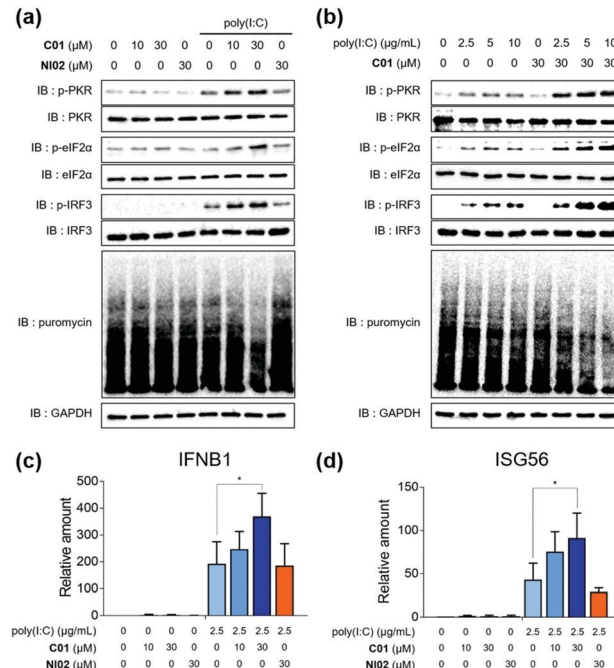 (a)
poly(I:C)
C01 (μM) 0 10 30 0 0 10 30 0
NI02 (μM) 0 0 0 30 0 0 0 30
IB : p-PKR
IB : PKR
IB : p-eIF2α
IB : eIF2α
IB : p-IRF3
IB : IRF3
IB : puromycin
IB : GAPDH
(b)
poly(I:C) (μg/mL) 0 2.5 5 10 0 2.5 5 10
C01 (μM) 0 0 0 0 30 30 30 30
IB : p-PKR
IB : PKR
IB : p-eIF2α
IB : eIF2α
IB : p-IRF3
IB : IRF3
IB : puromycin
IB : GAPDH
(c)
IFNB1
Relative amount
500
400
300
200
100
0
*
poly(I:C) (μg/mL) 0 0 0 0 2.5 2.5 2.5 2.5
C01 (μM) 0 10 30 0 0 10 30 0
NI02 (μM) 0 0 0 30 0 0 0 30
(d)
ISG56
Relative amount
150
100
50
0
*
poly(I:C) (μg/mL) 0 0 0 0 2.5 2.5 2.5 2.5
C01 (μM) 0 10 30 0 0 10 30 0
NI02 (μM) 0 0 0 30 0 0 0 30